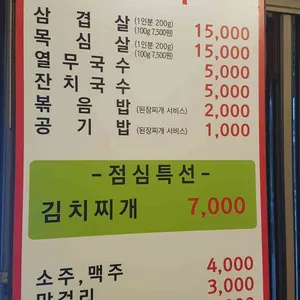 삼겹살 (1인분 200g) (100g 7,500원) 15,000
목심살 (1인분 200g) (100g 7,500원) 15,000
열무국수 5,000
잔치국수 5,000
볶음밥 (된장찌개 서비스) 2,000
공기밥 (된장찌개 서비스) 1,000
- 점심특선 -
김치찌개 7,000
소주,맥주 4,000
막걸리 3,000